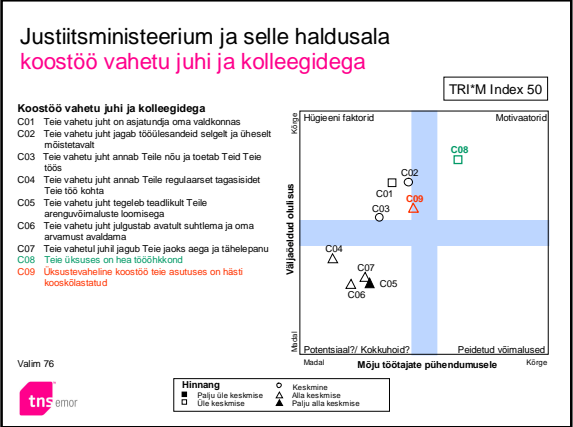 Justiitsministeerium ja selle haldusala
koostöö vahetu juhi ja kolleegidega
TRI*M Index 50
Koostöö vahetu juhi ja kolleegidega
C01 Teie vahetu juht on asjatundja oma valdkonnas
C02 Teie vahetu juht jagab tööülesandeid selgelt ja üheselt
mõistetavalt
C03 Teie vahetu juht annab Teile nõu ja toetab Teid Teie
töös
C04 Teie vahetu juht annab Teile regulaarset tagasisidet
Teie töö kohta
C05 Teie vahetu juht tegeleb teadlikult Teile
arenguvõimaluste loomisega
C06 Teie vahetu juht julgustab avatult suhtlema ja oma
arvamust avaldama
C07 Teie vahetul juhil jagub Teie jaoks aega ja tähelepanu
C08 Teie üksuses on hea töööhkkond
C09 Üksustevaheline koostöö teie asutuses on hästi
kooskõlastatud
Kõrge
Hügieeni faktorid
Motivaatorid
C08
C02
C01
C09
C03
Väljaöeldud olulisus
C04
C07
C05
C06
Madal
Potentsiaal?/ Kokkuhoid?
Peidetud võimalused
Madal
Mõju töötajate pühendumusele
Kõrge
Valim 76
Hinnang
Palju üle keskmise
Keskmine
Üle keskmise
Alla keskmise
Palju alla keskmise
tns emor